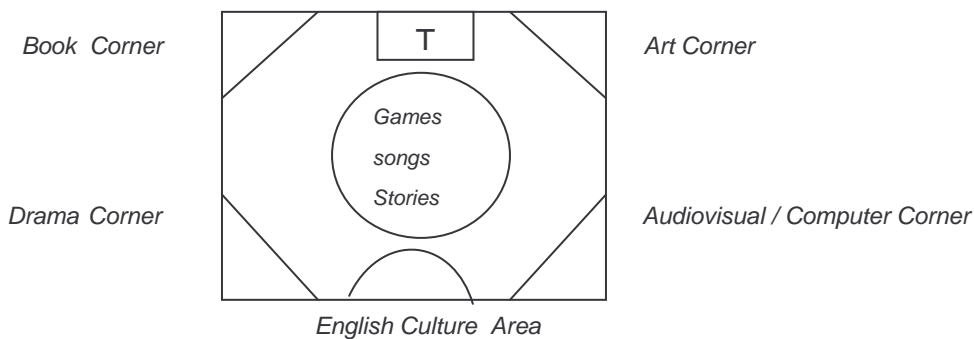 Book Corner
T
Art Corner
Games
songs
Stories
Drama Corner
Audiovisual / Computer Corner
English Culture Area